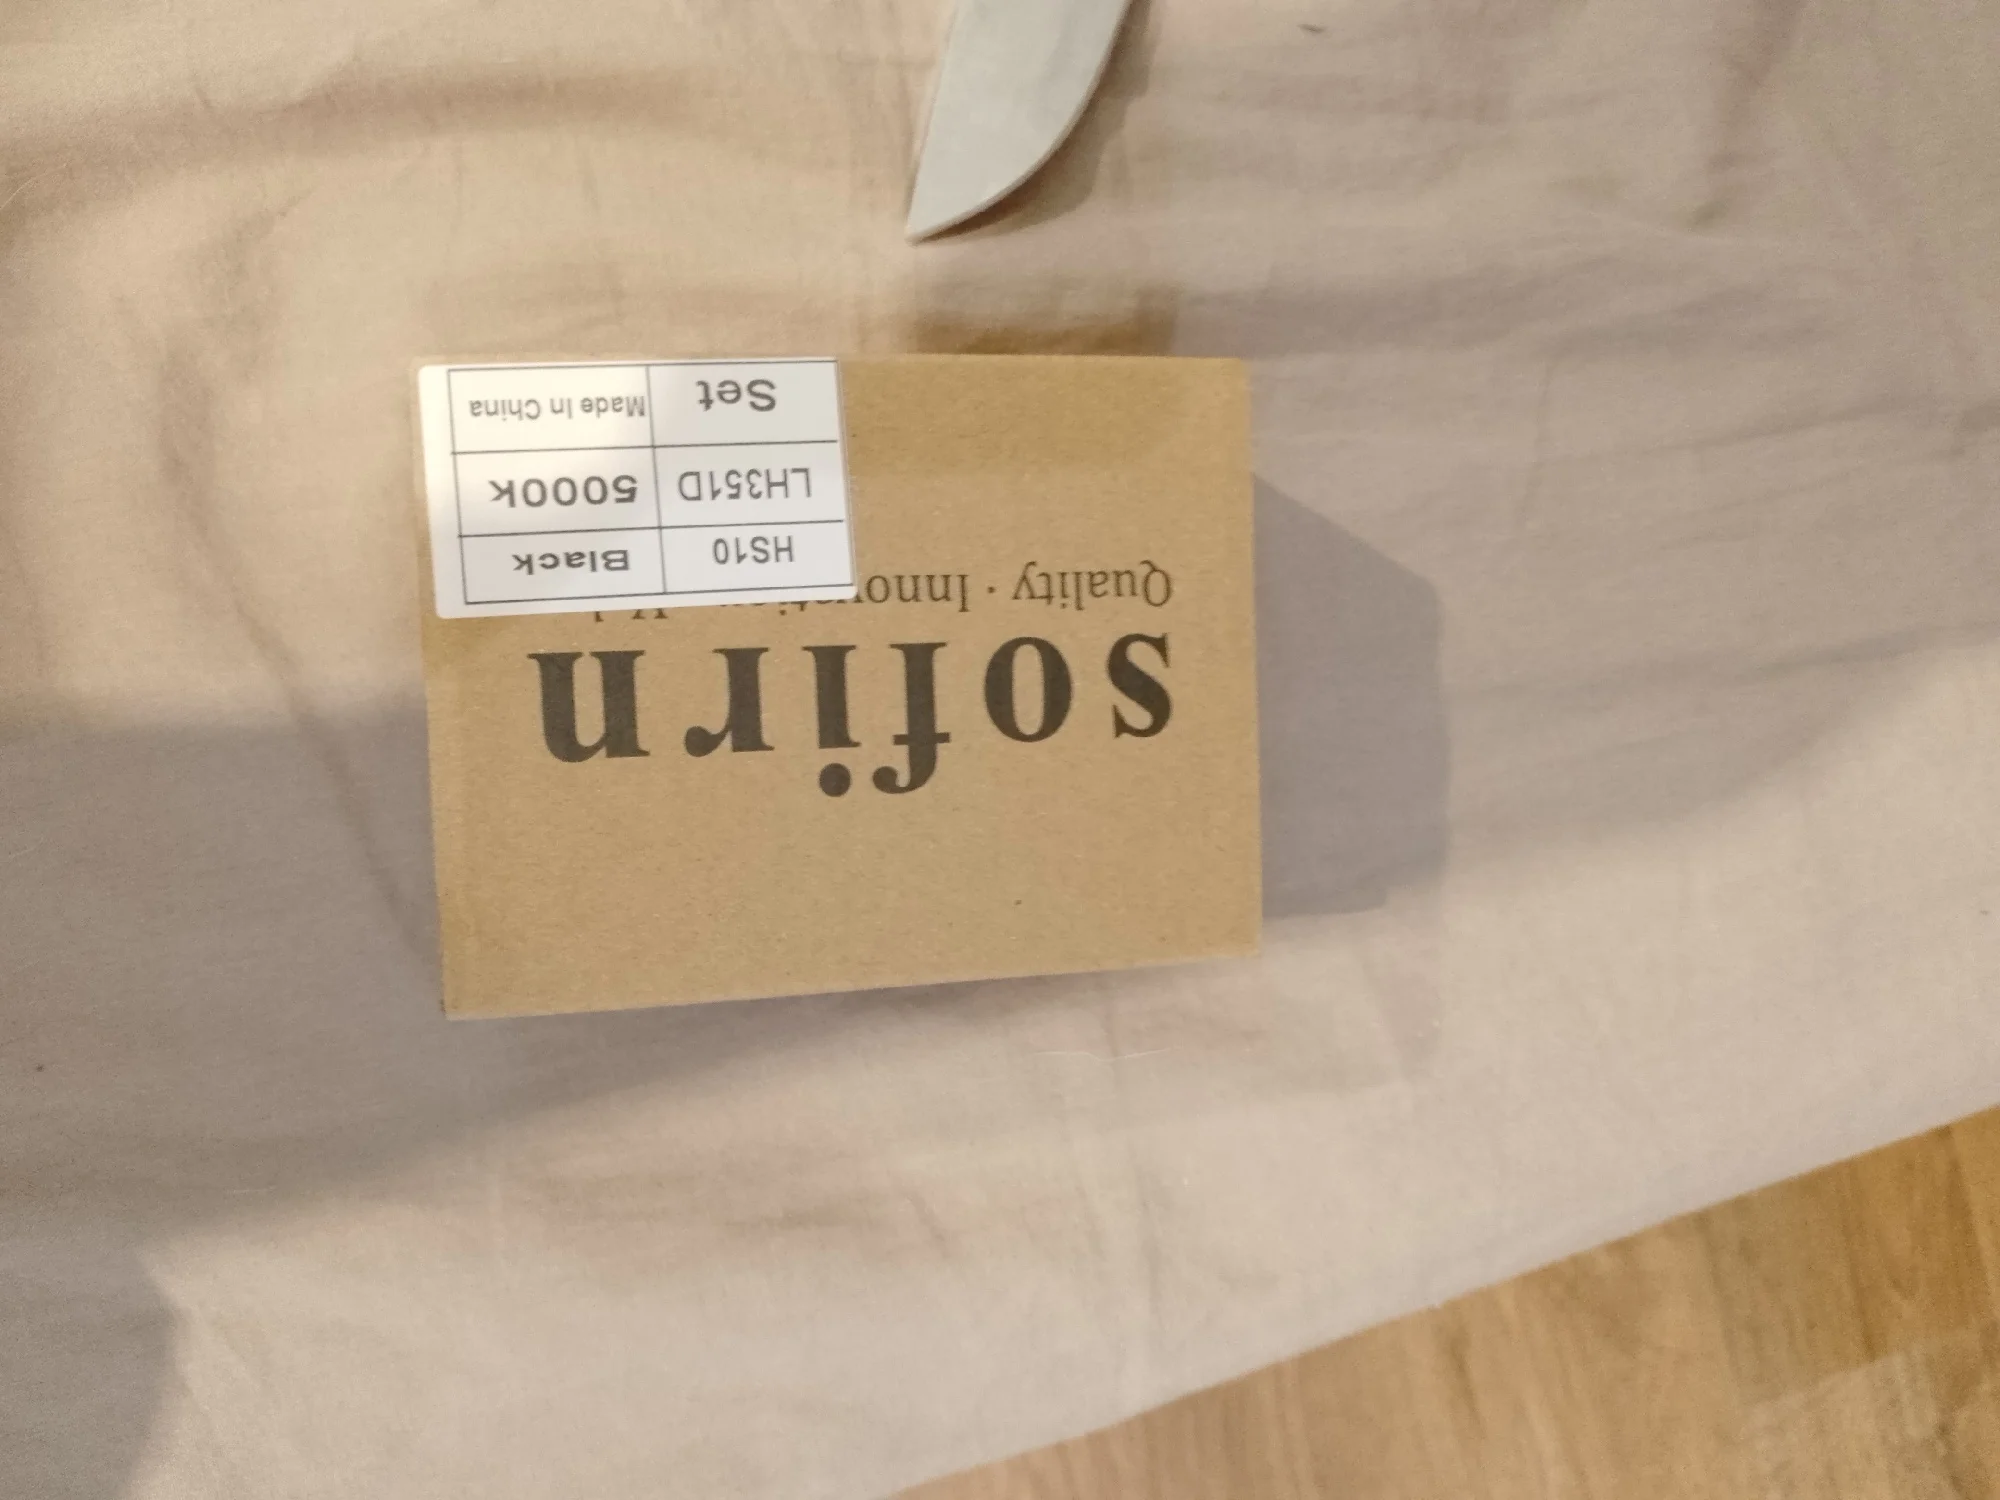 sofirn
Quality · Innovation
HS10 Black
LH351D 5000k
Set Made In China